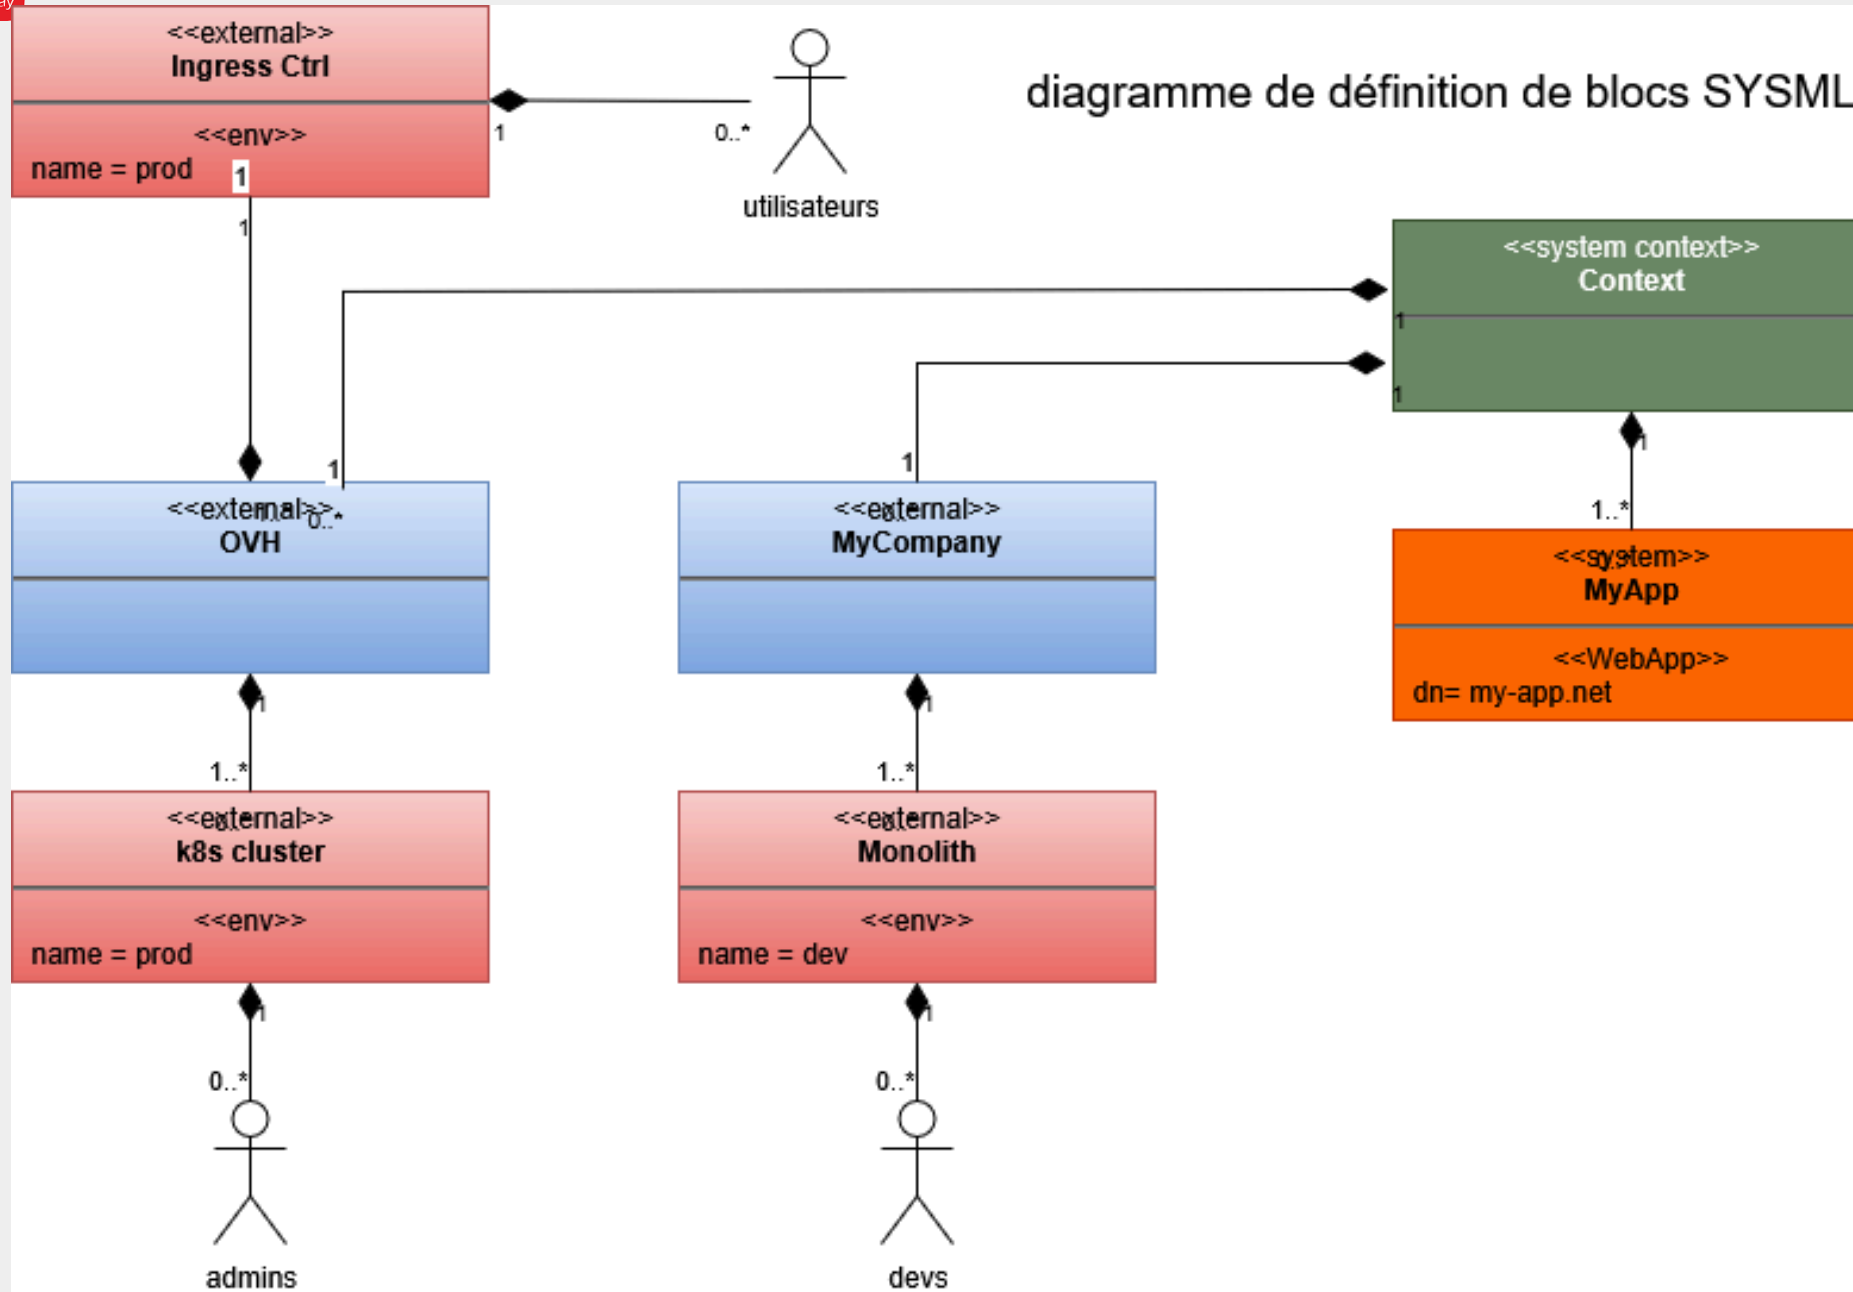 ay
<<external>>
Ingress Ctrl
<<env>>
name = prod
1
1
1
0..*
utilisateurs
diagramme de définition de blocs SYSML
<<system context>>
Context
1
1
1
1..*
<<system>>
0..*
MyApp
<<WebApp>>
dn= my-app.net
1
<<external>>
0..*
OVH
1
1..*
1
<<external>>
MyCompany
1
1..*
<<external>>
k8s cluster
<<env>>
name = prod
1
0..*
admins
<<external>>
Monolith
<<env>>
name = dev
1
0..*
devs